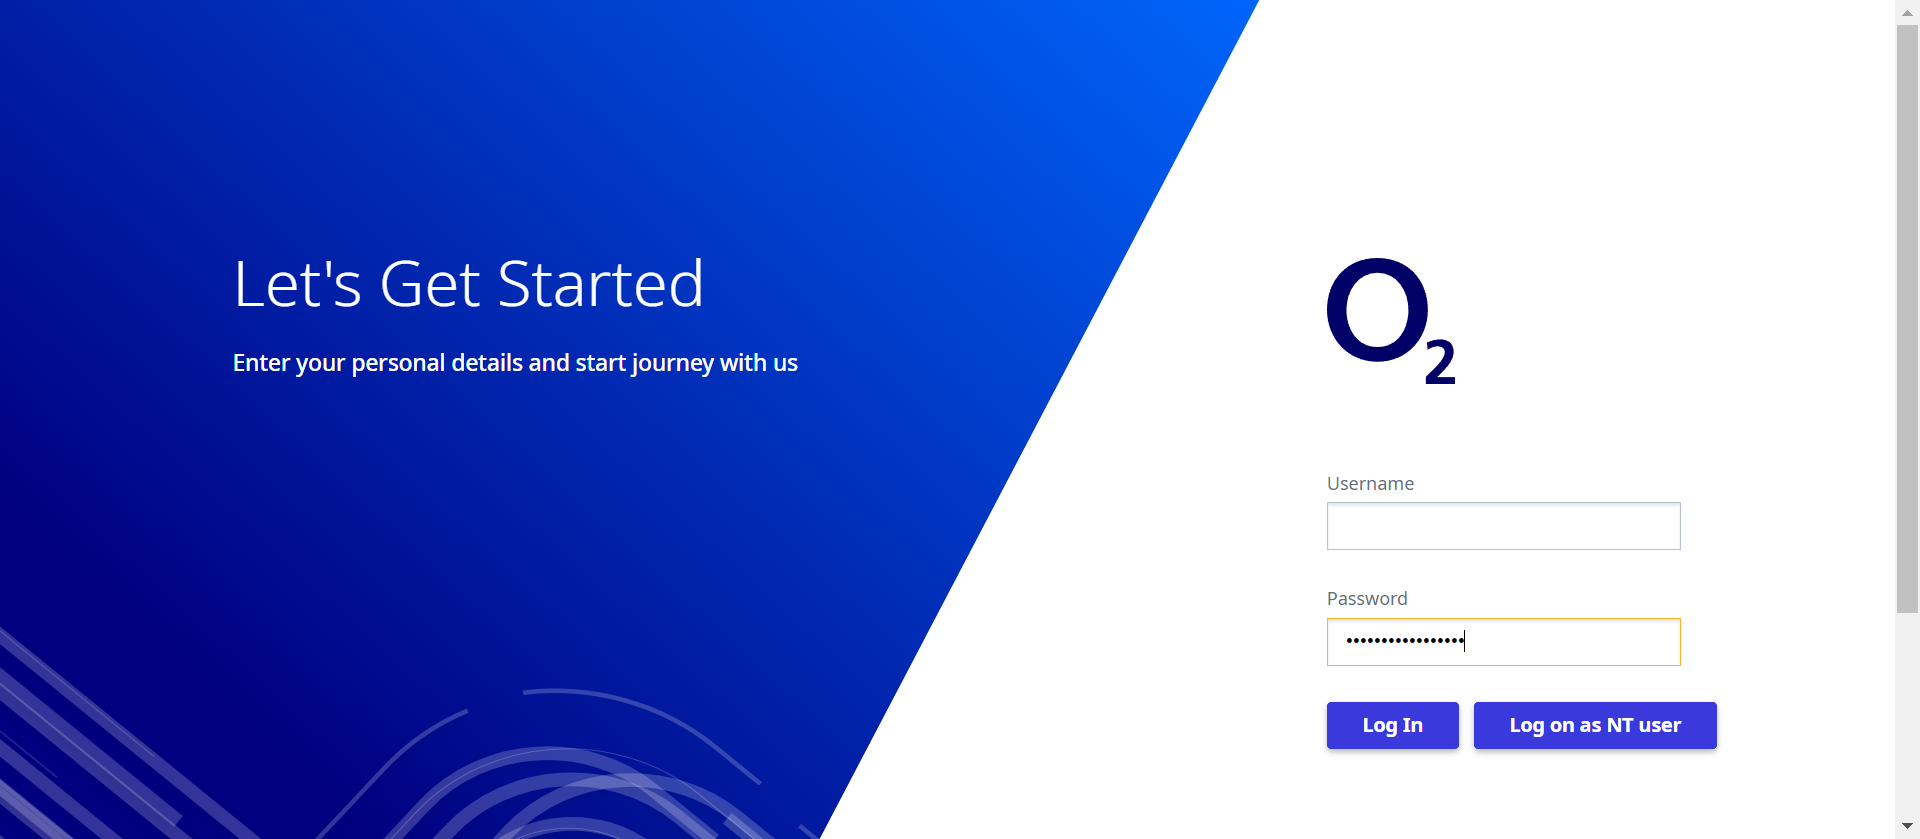 Let's Get Started
Enter your personal details and start journey with us
O2
Username
Password
•••••••••••••••••
Log In
Log on as NT user